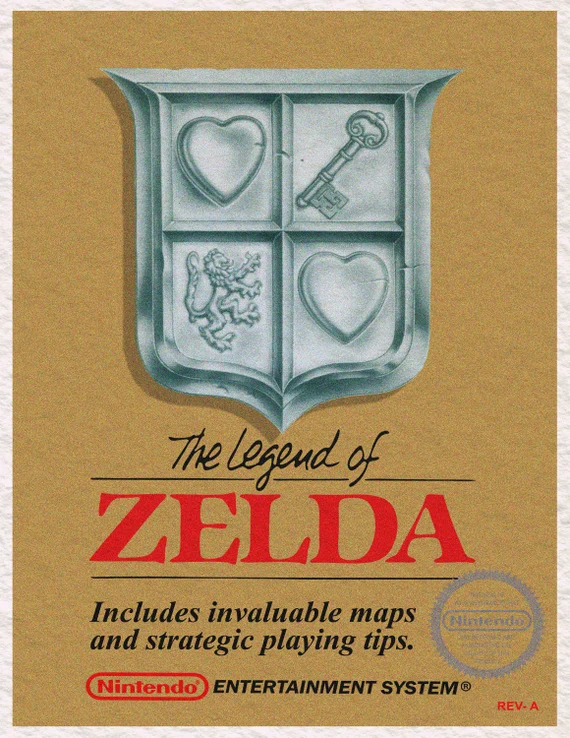 The Legend of
ZELDA
Includes invaluable maps
and strategic playing tips.
Nintendo
Nintendo® ENTERTAINMENT SYSTEM®
REV- A